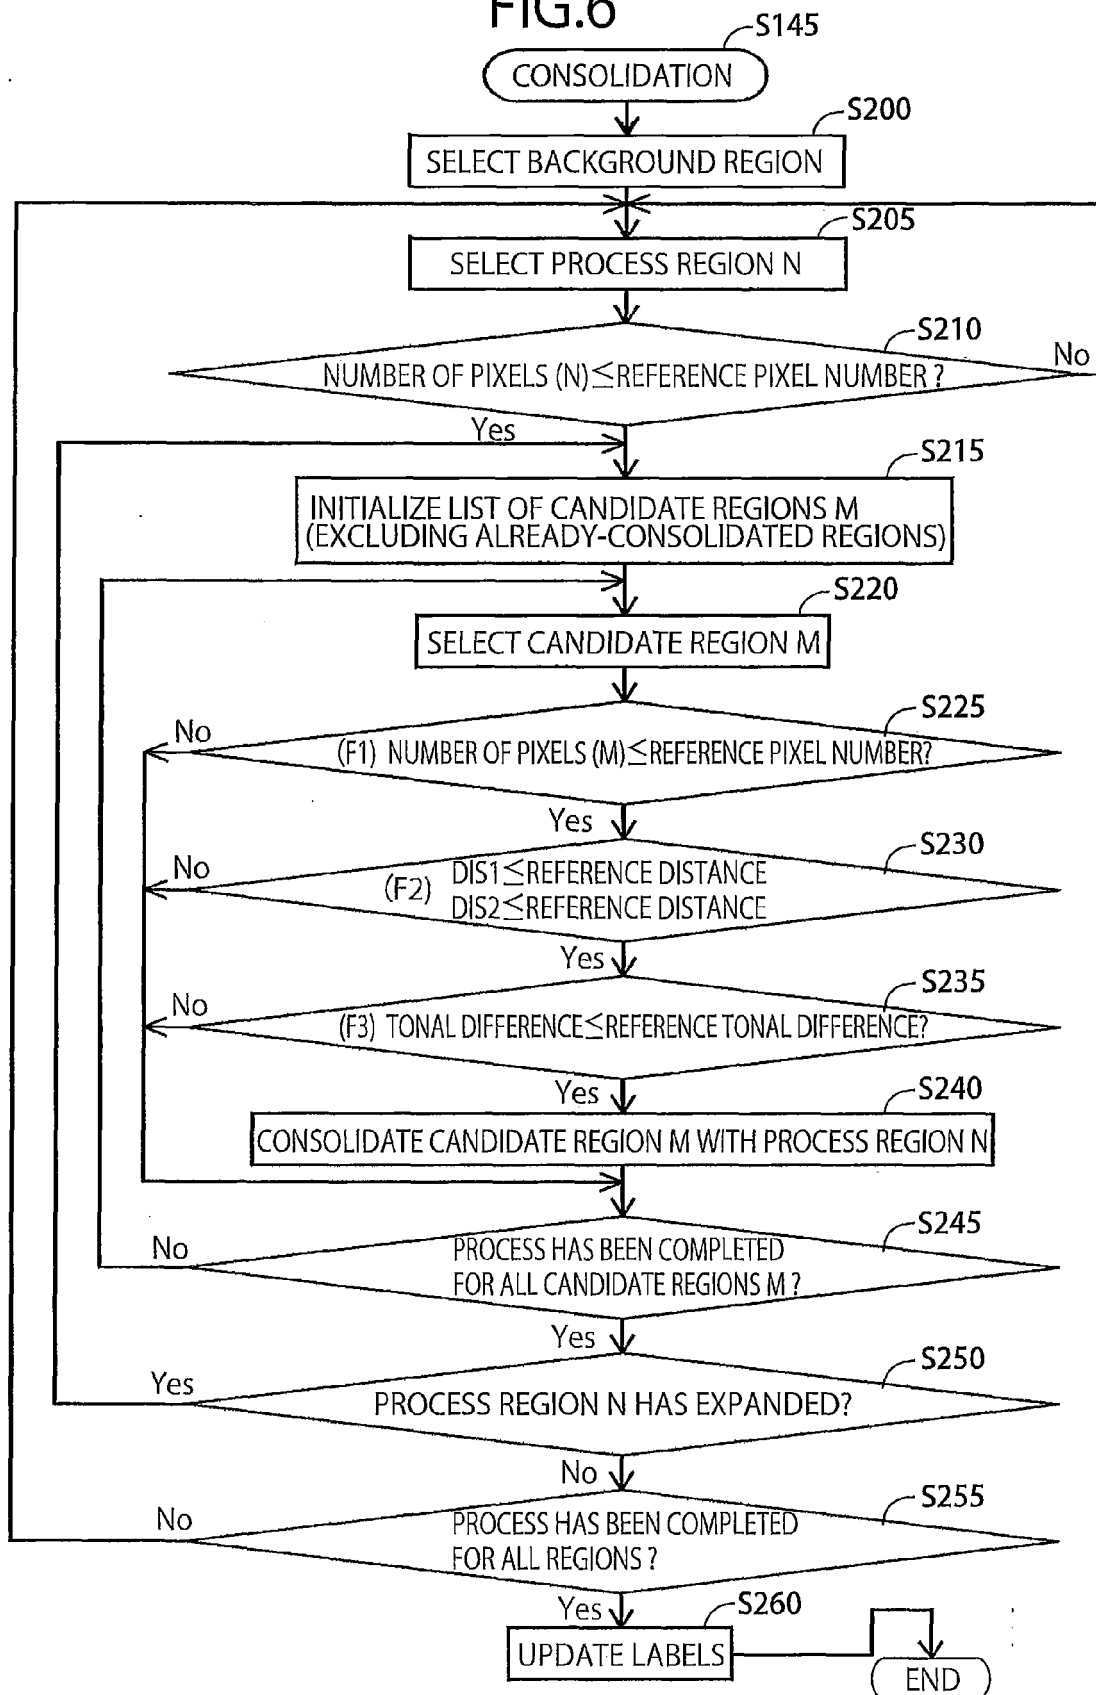 FIG.6
S145
CONSOLIDATION
S200
SELECT BACKGROUND REGION
S205
SELECT PROCESS REGION N
S210
NUMBER OF PIXELS (N)≤REFERENCE PIXEL NUMBER ?
No
Yes
S215
INITIALIZE LIST OF CANDIDATE REGIONS M
(EXCLUDING ALREADY-CONSOLIDATED REGIONS)
S220
SELECT CANDIDATE REGION M
S225
No
(F1) NUMBER OF PIXELS (M)≤REFERENCE PIXEL NUMBER?
Yes
S230
No
(F2)
DIS1≤REFERENCE DISTANCE
DIS2≤REFERENCE DISTANCE
Yes
S235
No
(F3) TONAL DIFFERENCE≤REFERENCE TONAL DIFFERENCE?
Yes
S240
CONSOLIDATE CANDIDATE REGION M WITH PROCESS REGION N
S245
No
PROCESS HAS BEEN COMPLETED
FOR ALL CANDIDATE REGIONS M ?
Yes
S250
Yes
PROCESS REGION N HAS EXPANDED?
No
S255
No
PROCESS HAS BEEN COMPLETED
FOR ALL REGIONS ?
Yes
S260
UPDATE LABELS
END